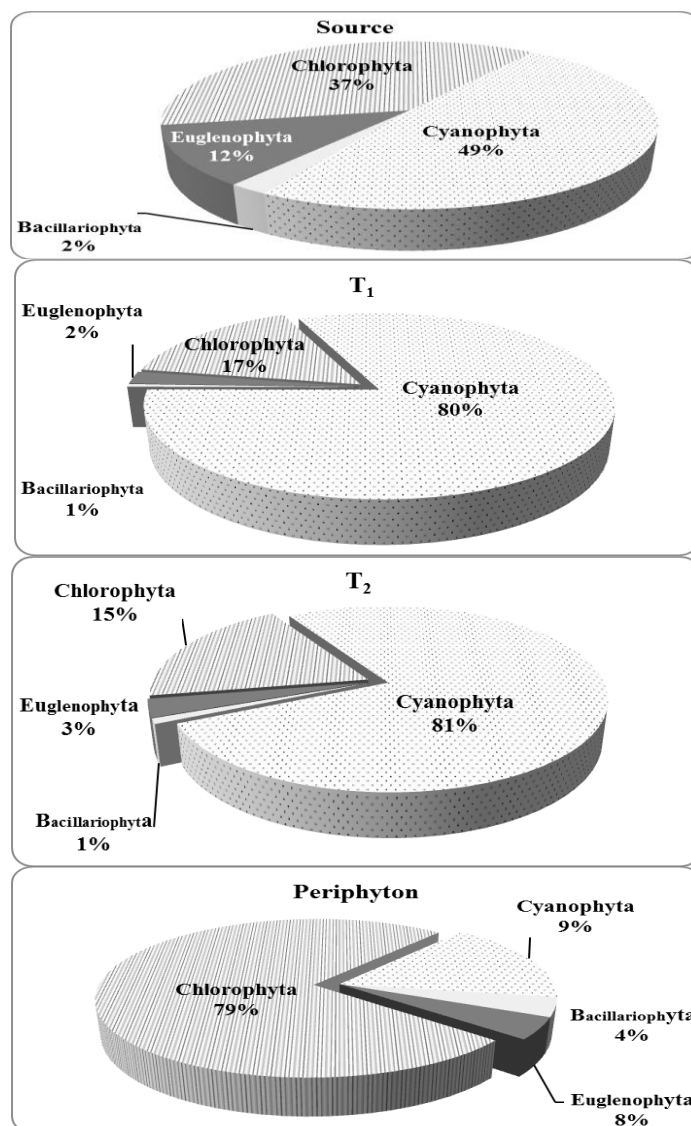 Source
Chlorophyta
37%
Euglenophyta
12%
Cyanophyta
49%
Bacillariophyta
2%
T₁
Euglenophyta
2%
Chlorophyta
17%
Cyanophyta
80%
Bacillariophyta
1%
T₂
Chlorophyta
15%
Euglenophyta
3%
Cyanophyta
81%
Bacillariophyta
1%
Periphyton
Cyanophyta
9%
Chlorophyta
79%
Bacillariophyta
4%
Euglenophyta
8%